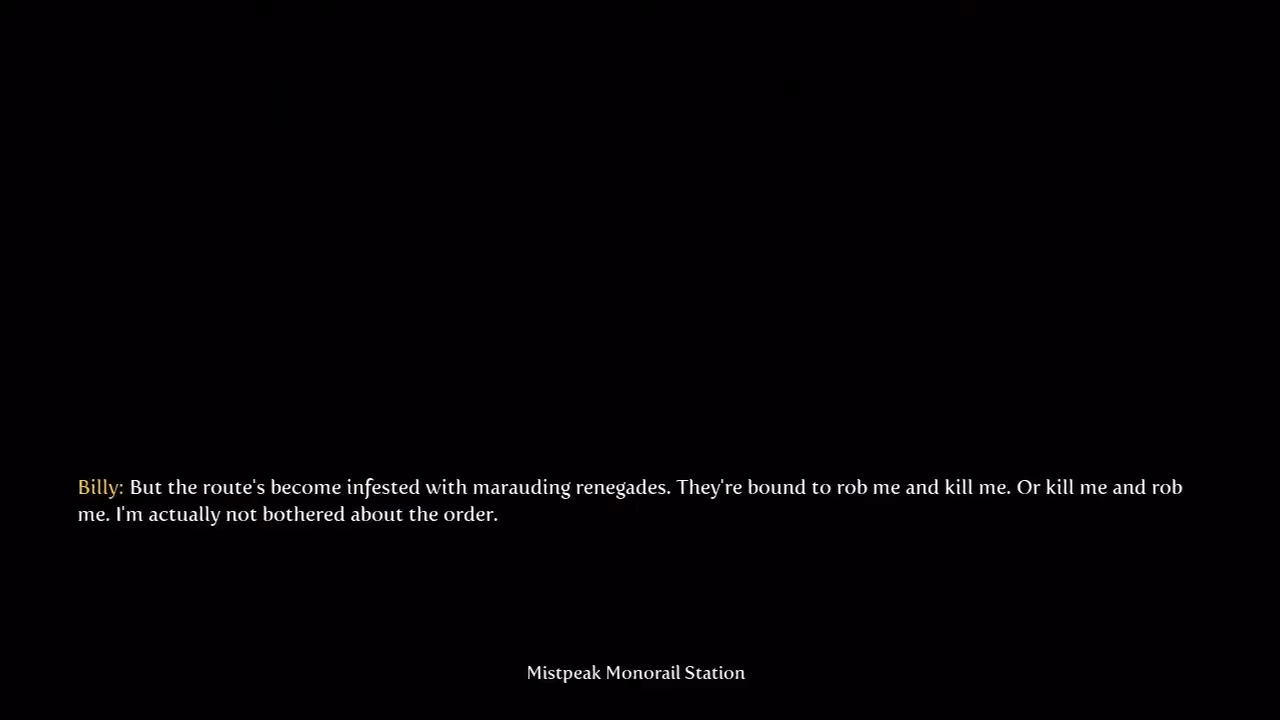 Billy: But the route's become infested with marauding renegades. They're bound to rob me and kill me. Or kill me and rob
me. I'm actually not bothered about the order.
Mistpeak Monorail Station